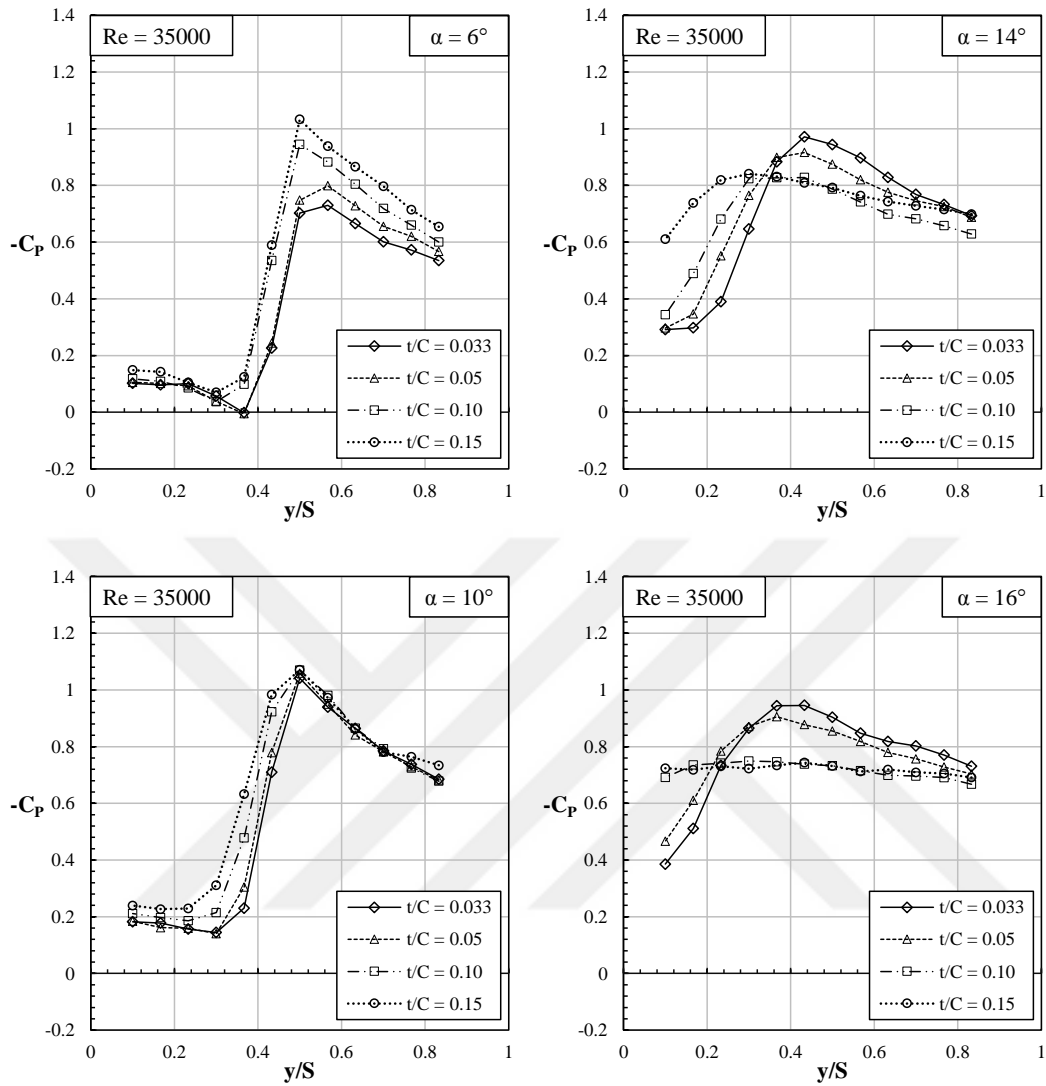 Re = 35000
α = 6°
1.4
1.2
1
0.8
0.6
0.4
0.2
0
-0.2
-C_P
t/C = 0.033
t/C = 0.05
t/C = 0.10
t/C = 0.15
0 0.2 0.4 0.6 0.8 1
y/S
Re = 35000
α = 14°
1.4
1.2
1
0.8
0.6
0.4
0.2
0
-0.2
-C_P
t/C = 0.033
t/C = 0.05
t/C = 0.10
t/C = 0.15
0 0.2 0.4 0.6 0.8 1
y/S
Re = 35000
α = 10°
1.4
1.2
1
0.8
0.6
0.4
0.2
0
-0.2
-C_P
t/C = 0.033
t/C = 0.05
t/C = 0.10
t/C = 0.15
0 0.2 0.4 0.6 0.8 1
y/S
Re = 35000
α = 16°
1.4
1.2
1
0.8
0.6
0.4
0.2
0
-0.2
-C_P
t/C = 0.033
t/C = 0.05
t/C = 0.10
t/C = 0.15
0 0.2 0.4 0.6 0.8 1
y/S